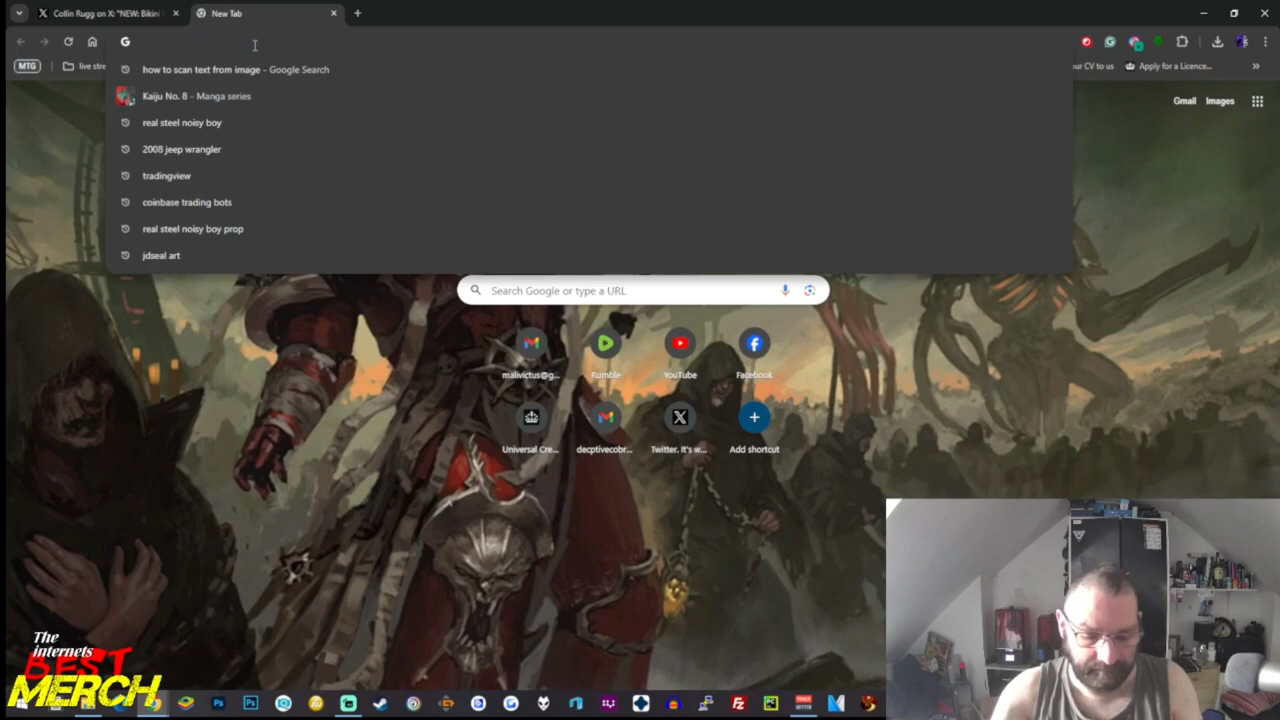 Collin Rugg on X: "NEW: Bikini
New Tab
MTG
live stre
ur CV to us
Apply for a Licence...
how to scan text from image - Google Search
Kaiju No. 8 - Manga series
real steel noisy boy
2008 jeep wrangler
tradingview
coinbase trading bots
real steel noisy boy prop
jdseal art
Gmail
Images
Search Google or type a URL
malivictus@g...
Rumble
YouTube
Facebook
Universal Cre...
decptivecobr...
Twitter. It's w...
Add shortcut
The
internets
BEST
MERCH